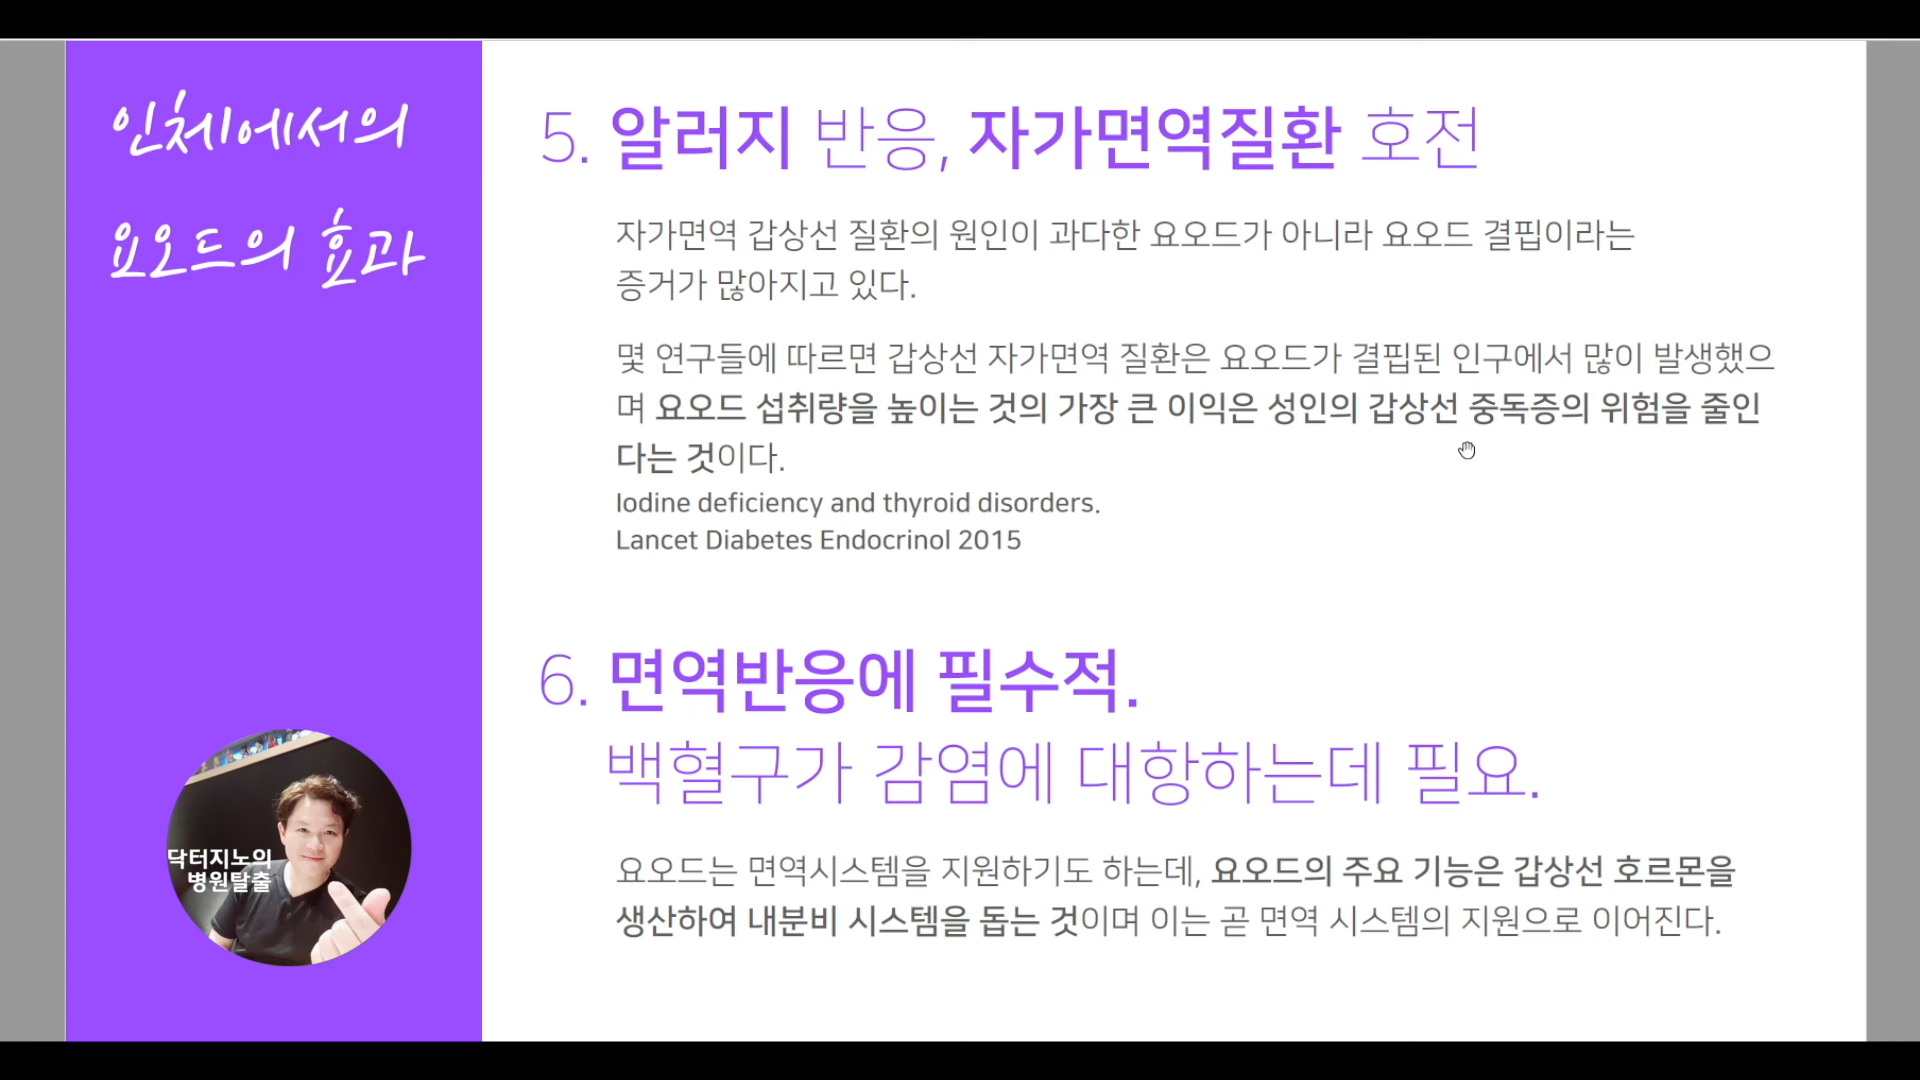 인체에서의
요오드의 효과
5. 알러지 반응, 자가면역질환 호전
자가면역 갑상선 질환의 원인이 과다한 요오드가 아니라 요오드 결핍이라는
증거가 많아지고 있다.
몇 연구들에 따르면 갑상선 자가면역 질환은 요오드가 결핍된 인구에서 많이 발생했으
며 요오드 섭취량을 높이는 것의 가장 큰 이익은 성인의 갑상선 중독증의 위험을 줄인
다는 것이다.
Iodine deficiency and thyroid disorders.
Lancet Diabetes Endocrinol 2015
6. 면역반응에 필수적.
백혈구가 감염에 대항하는데 필요.
요오드는 면역시스템을 지원하기도 하는데, 요오드의 주요 기능은 갑상선 호르몬을
생산하여 내분비 시스템을 돕는 것이며 이는 곧 면역 시스템의 지원으로 이어진다.
닥터지노의
병원탈출